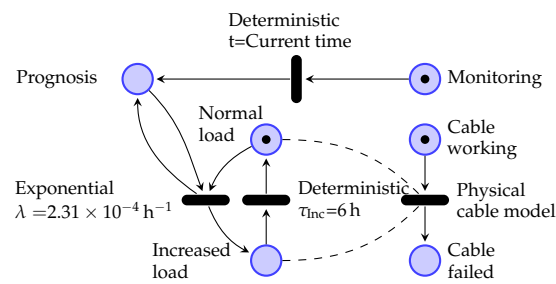 Deterministic
t=Current time
Prognosis
Monitoring
Normal
load
Cable
working
Exponential
λ =2.31 × 10⁻⁴ h⁻¹
Deterministic
τInc=6 h
Physical
cable model
Increased
load
Cable
failed